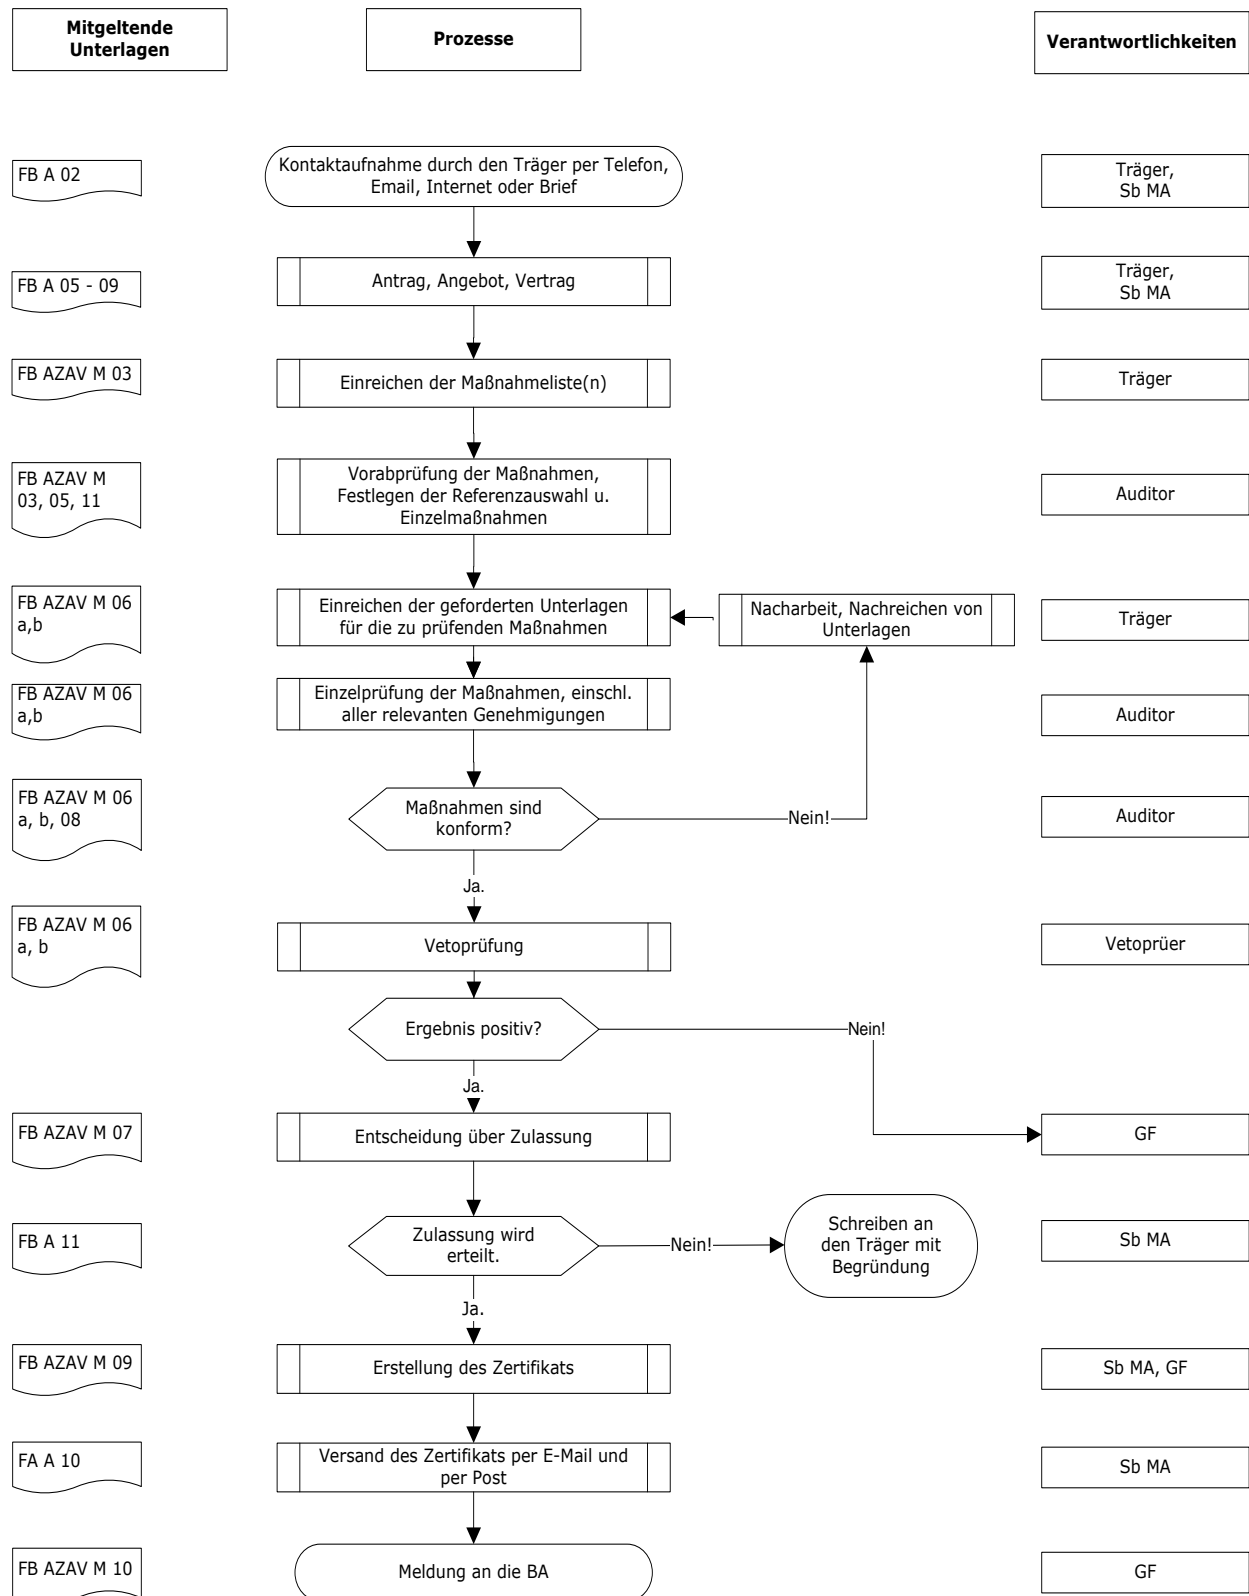 Mitgeltende
Unterlagen
Prozesse
Verantwortlichkeiten
FB A 02
Kontaktaufnahme durch den Träger per Telefon,
Email, Internet oder Brief
Träger,
Sb MA
FB A 05 - 09
Antrag, Angebot, Vertrag
Träger,
Sb MA
FB AZAV M 03
Einreichen der Maßnahmeliste(n)
Träger
FB AZAV M
03, 05, 11
Vorabprüfung der Maßnahmen,
Festlegen der Referenzauswahl u.
Einzelmaßnahmen
Auditor
FB AZAV M 06
a,b
Einreichen der geforderten Unterlagen
für die zu prüfenden Maßnahmen
Nacharbeit, Nachreichen von
Unterlagen
Träger
FB AZAV M 06
a,b
Einzelprüfung der Maßnahmen, einschl.
aller relevanten Genehmigungen
Auditor
FB AZAV M 06
a, b, 08
Maßnahmen sind
konform?
Nein!
Auditor
Ja.
FB AZAV M 06
a, b
Vetoprüfung
Vetoprüer
Ergebnis positiv?
Nein!
Ja.
FB AZAV M 07
Entscheidung über Zulassung
GF
FB A 11
Zulassung wird
erteilt.
Nein!
Schreiben an
den Träger mit
Begründung
Sb MA
Ja.
FB AZAV M 09
Erstellung des Zertifikats
Sb MA, GF
FA A 10
Versand des Zertifikats per E-Mail und
per Post
Sb MA
FB AZAV M 10
Meldung an die BA
GF